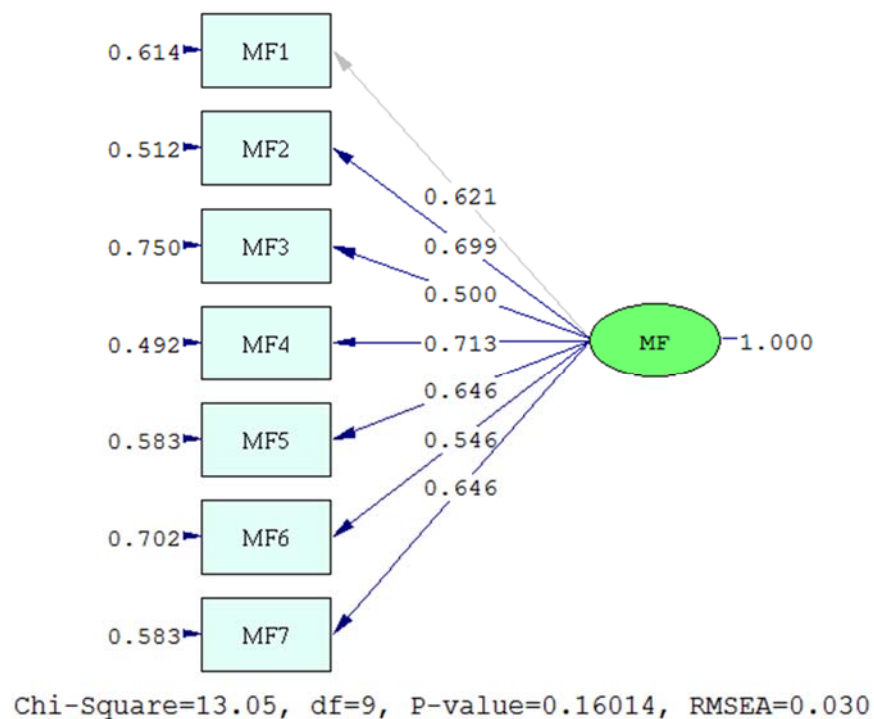 0.614 MF1
0.512 MF2
0.621
0.699
0.750 MF3
0.500
0.492 MF4 0.713 MF 1.000
0.646
0.583 MF5 0.546
0.646
0.702 MF6
0.583 MF7
Chi-Square=13.05, df=9, P-value=0.16014, RMSEA=0.030